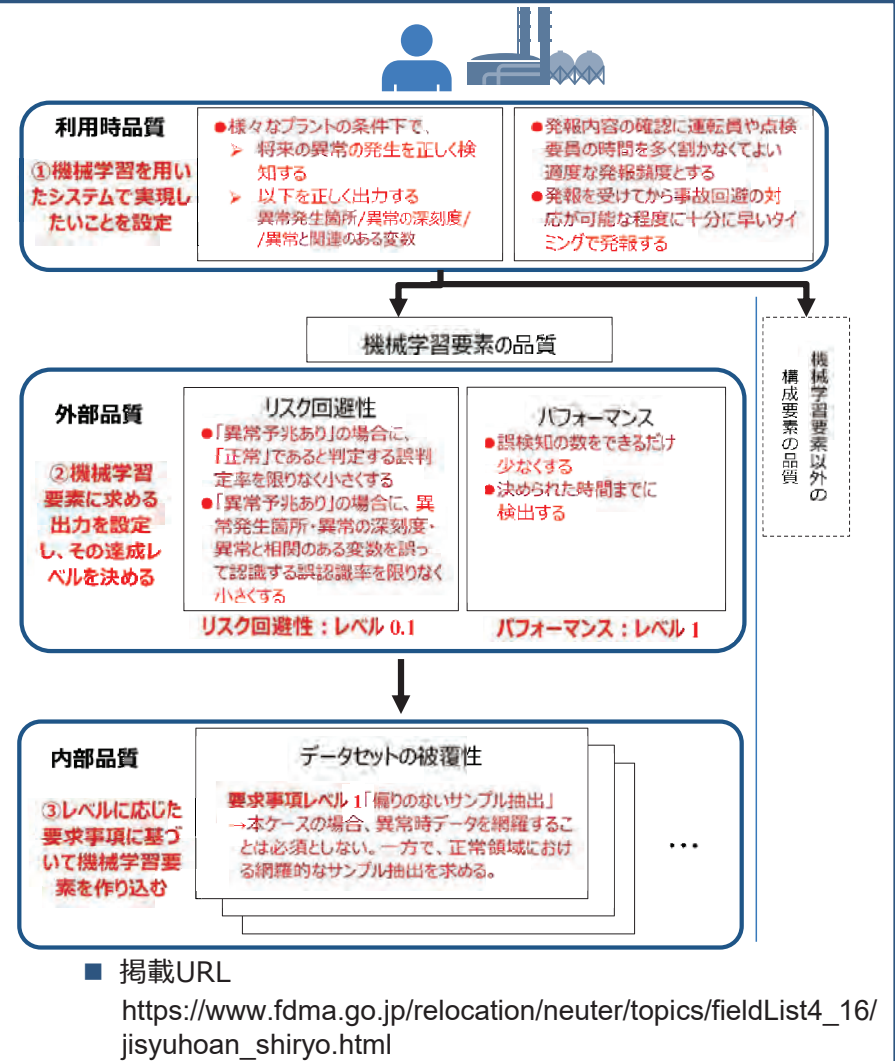 利用時品質
①機械学習を用い
たシステムで実現し
たいことを設定
●様々なプラントの条件下で、
➢ 将来の異常の発生を正しく検
知する
➢ 以下を正しく出力する
異常発生箇所/異常の深刻度/
/異常と関連のある変数
●発報内容の確認に運転員や点検
要員の時間を多く割かなくてよい
適度な発報頻度とする
●発報を受けてから事故回避の対
応が可能な程度に十分に早いタイ
ミングで発報する
機械学習要素の品質
機械学習要素以外の
構成要素の品質
外部品質
②機械学習
要素に求める
出力を設定
し、その達成レ
ベルを決める
リスク回避性
●「異常予兆あり」の場合に、
「正常」であると判定する誤判
定率を限りなく小さくする
●「異常予兆あり」の場合に、異
常発生箇所・異常の深刻度・
異常と相関のある変数を誤っ
て認識する誤認識率を限りなく
小さくする
パフォーマンス
●誤検知の数をできるだけ
少なくする
●決められた時間までに
検出する
リスク回避性：レベル 0.1
パフォーマンス：レベル 1
内部品質
③レベルに応じた
要求事項に基づ
いて機械学習要
素を作り込む
データセットの被覆性
要求事項レベル 1「偏りのないサンプル抽出」
→本ケースの場合、異常時データを網羅するこ
とは必須としない。一方で、正常領域におけ
る網羅的なサンプル抽出を求める。
…
■ 掲載URL
https://www.fdma.go.jp/relocation/neuter/topics/fieldList4_16/
jisyuhoan_shiryo.html